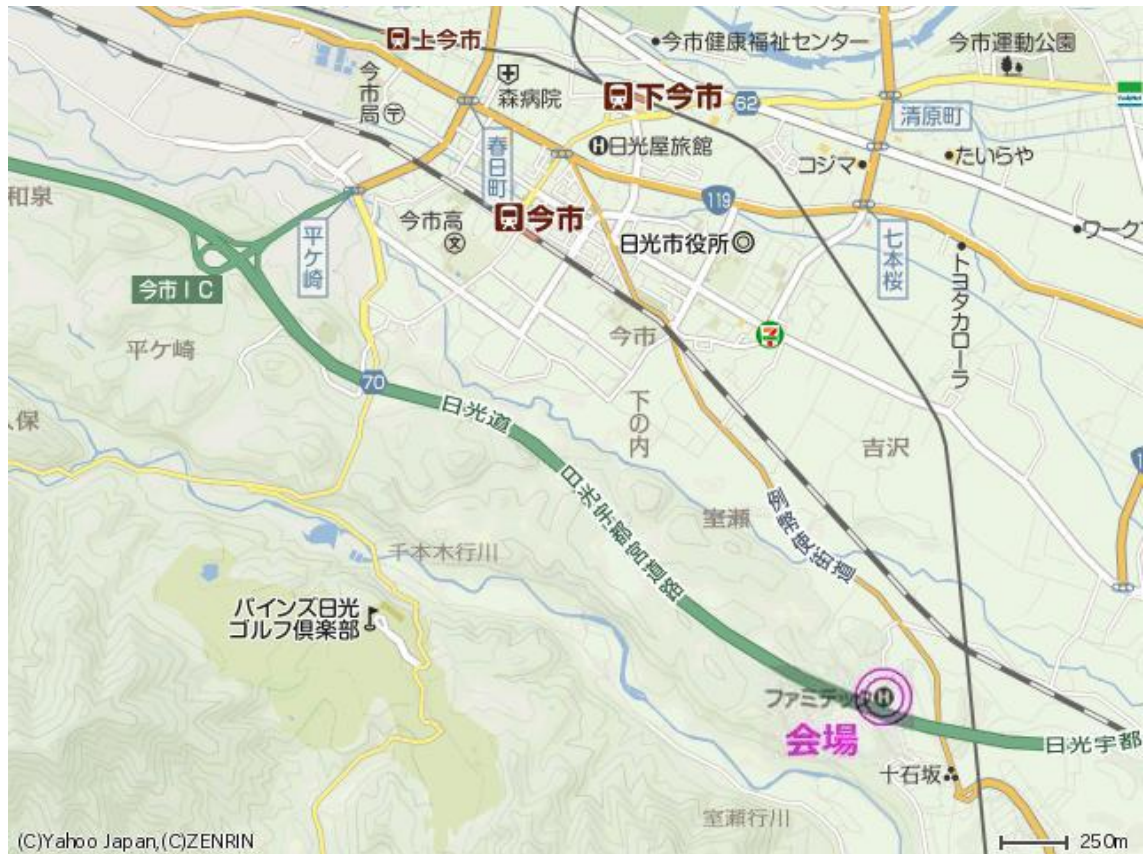 上今市
今市健康福祉センター
今市運動公園
今市局
森病院
下今市
62
清原町
FamilyMart
春日町
日光屋旅館
コジマ
たいらや
和泉
119
平ケ崎
今市高
文
今市
日光市役所
七本桜
ワーク
トヨタカローラ
今市IC
平ケ崎
今市
7
70
日光道
下の内
吉沢
久保
1
日光宇都宮道路
室瀬
例幣使街道
千本木行川
パインズ日光
ゴルフ倶楽部
ファミテック
H
会場
日光宇都
十石坂
室瀬行川
(C)Yahoo Japan,(C)ZENRIN
250m